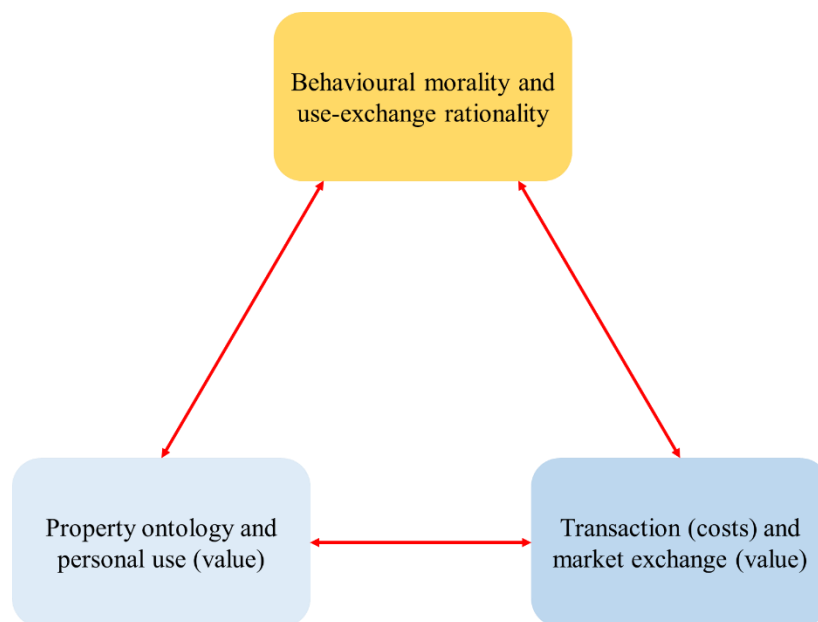 Behavioural morality and
use-exchange rationality
Property ontology and
personal use (value)
Transaction (costs) and
market exchange (value)